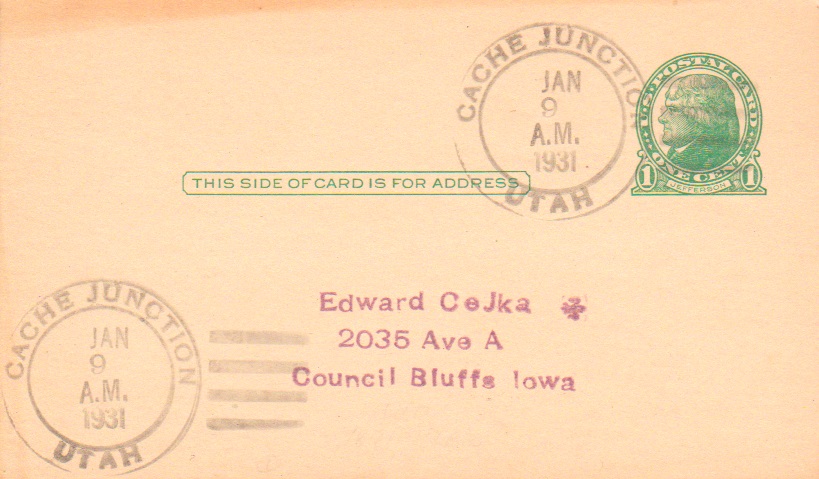 CACHE JUNCTION
JAN
9
A.M.
1931
UTAH
U.S. POSTAL CARD
ONE CENT
1 JEFFERSON 1
THIS SIDE OF CARD IS FOR ADDRESS
Edward CeJka
2035 Ave A
Council Bluffs Iowa
CACHE JUNCTION
JAN
9
A.M.
1931
UTAH